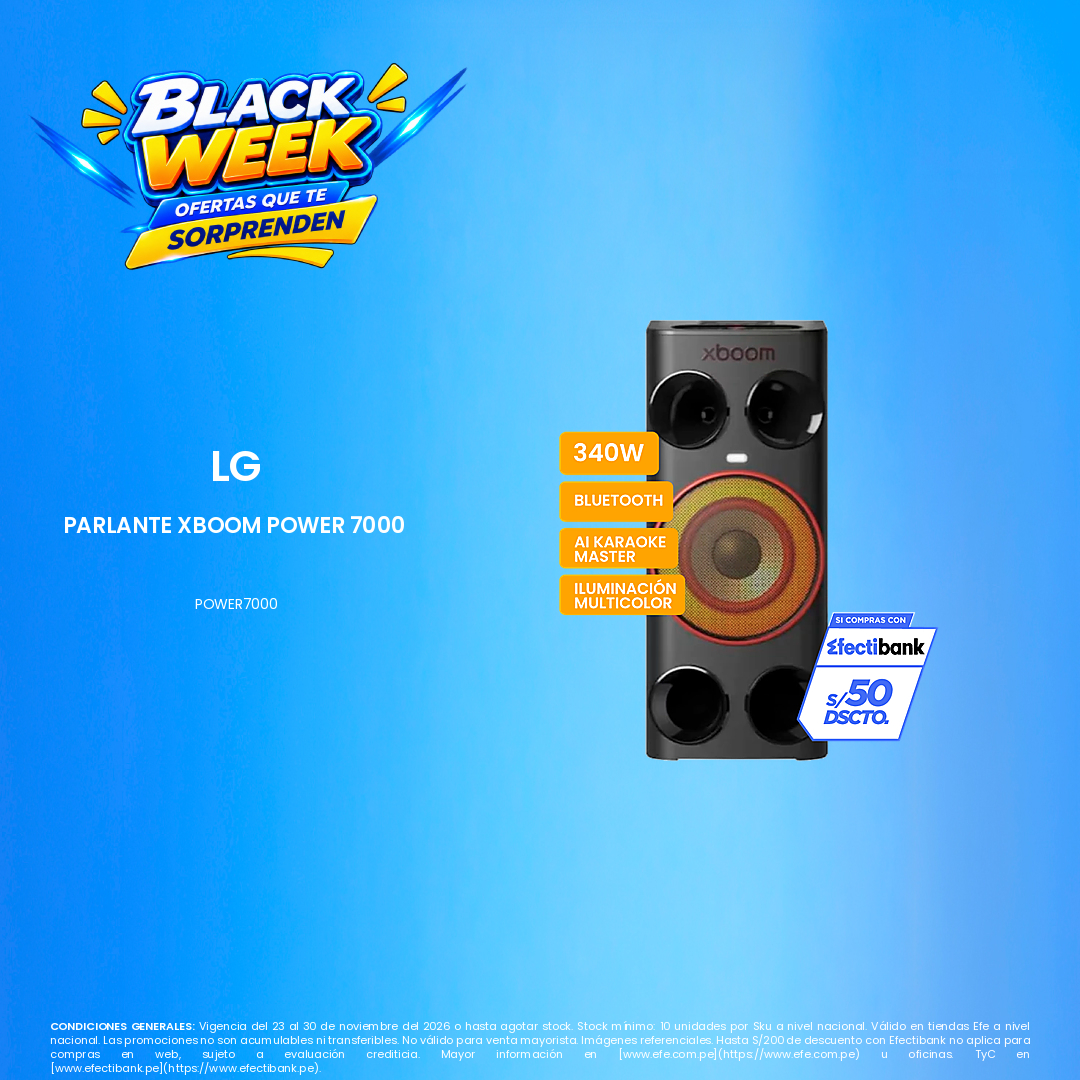 BLACK
WEEK
OFERTAS QUE TE
SORPRENDEN
LG
PARLANTE XBOOM POWER 7000
POWER7000
xboom
340W
BLUETOOTH
AI KARAOKE
MASTER
ILUMINACIÓN
MULTICOLOR
SI COMPRAS CON
Efectibank
S/50
DSCTO.
CONDICIONES GENERALES: Vigencia del 23 al 30 de noviembre del 2026 o hasta agotar stock. Stock mínimo: 10 unidades por Sku a nivel nacional. Válido en tiendas Efe a nivel
nacional. Las promociones no son acumulables ni transferibles. No válido para venta mayorista. Imágenes referenciales. Hasta S/200 de descuento con Efectibank no aplica para
compras en web, sujeto a evaluación crediticia. Mayor información en [www.efe.com.pe](https://www.efe.com.pe) u oficinas. TyC en
[www.efectibank.pe](https://www.efectibank.pe).